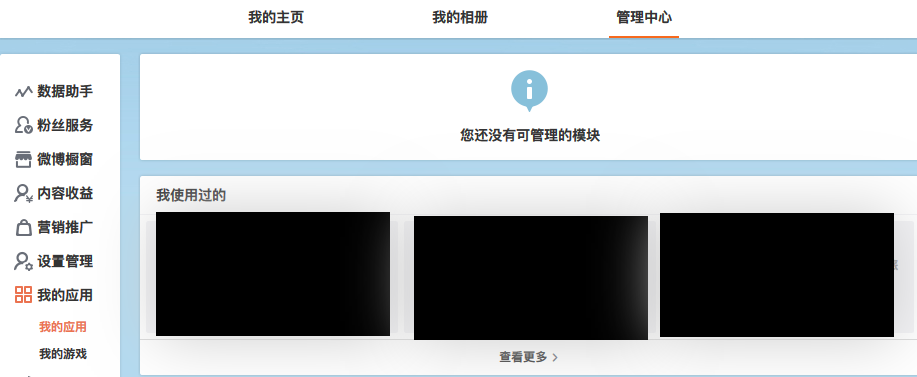 我的主页 我的相册 管理中心
数据助手
粉丝服务
微博橱窗
内容收益
营销推广
设置管理
我的应用
我的应用
我的游戏
您还没有可管理的模块
我使用过的
查看更多